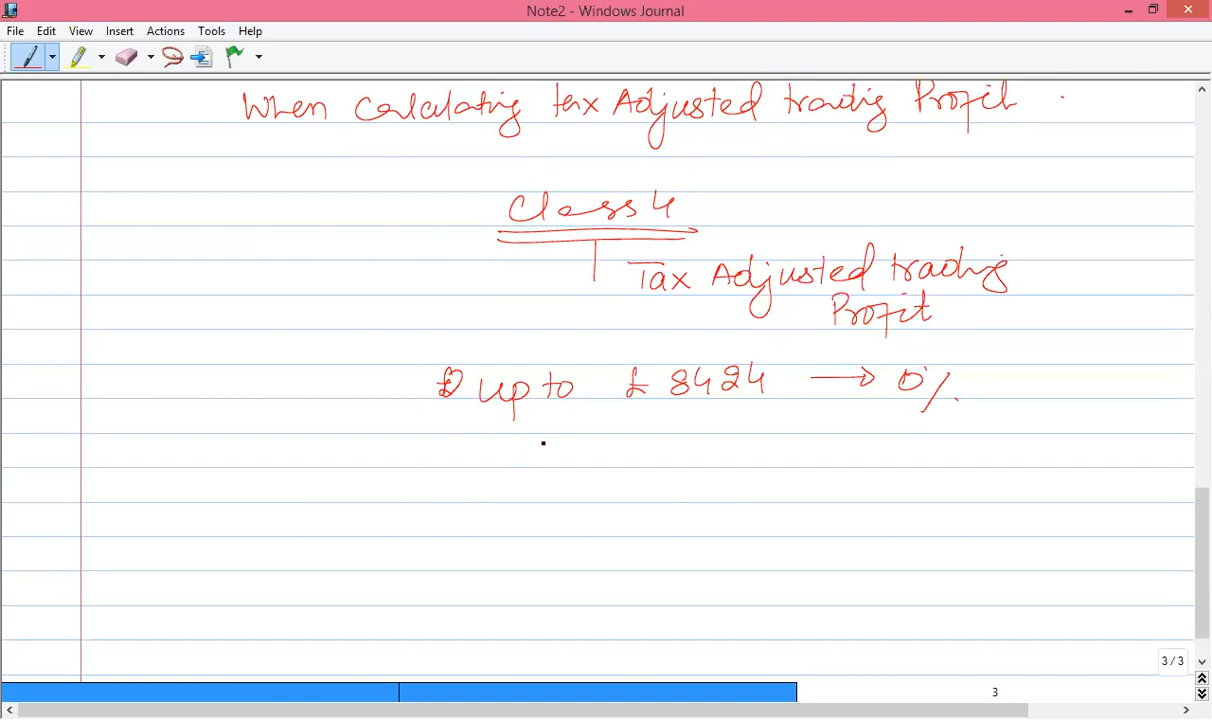 Note2 - Windows Journal
File Edit View Insert Actions Tools Help
When calculating tax Adjusted trading Profit .
Class 4
Tax Adjusted trading
Profit
£ up to £ 8424 → 0%.
3 / 3
3